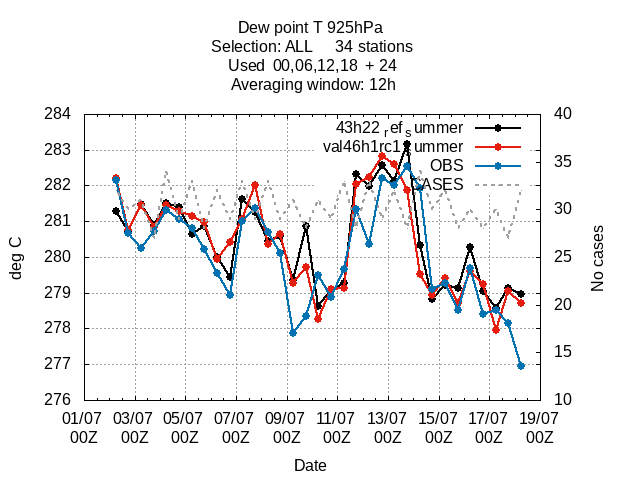 Dew point T 925hPa
Selection: ALL 34 stations
Used 00,06,12,18 + 24
Averaging window: 12h
284
283
282
281
280
279
278
277
276
deg C
40
35
30
25
20
15
10
No cases
43h22_ref_summer
val46h1rc1_summer
OBS
CASES
01/07 03/07 05/07 07/07 09/07 11/07 13/07 15/07 17/07 19/07
00Z 00Z 00Z 00Z 00Z 00Z 00Z 00Z 00Z 00Z
Date